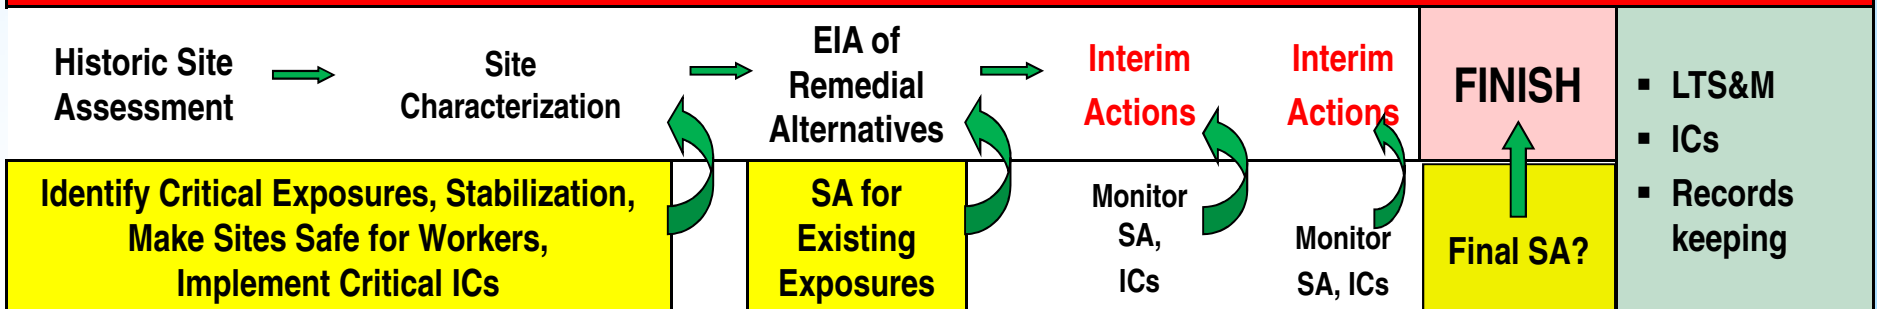 Historic Site
Assessment
Site
Characterization
EIA of
Remedial
Alternatives
Interim
Actions
Interim
Actions
FINISH
▪ LTS&M
▪ ICs
▪ Records
keeping
Identify Critical Exposures, Stabilization,
Make Sites Safe for Workers,
Implement Critical ICs
SA for
Existing
Exposures
Monitor
SA,
ICs
Monitor
SA, ICs
Final SA?